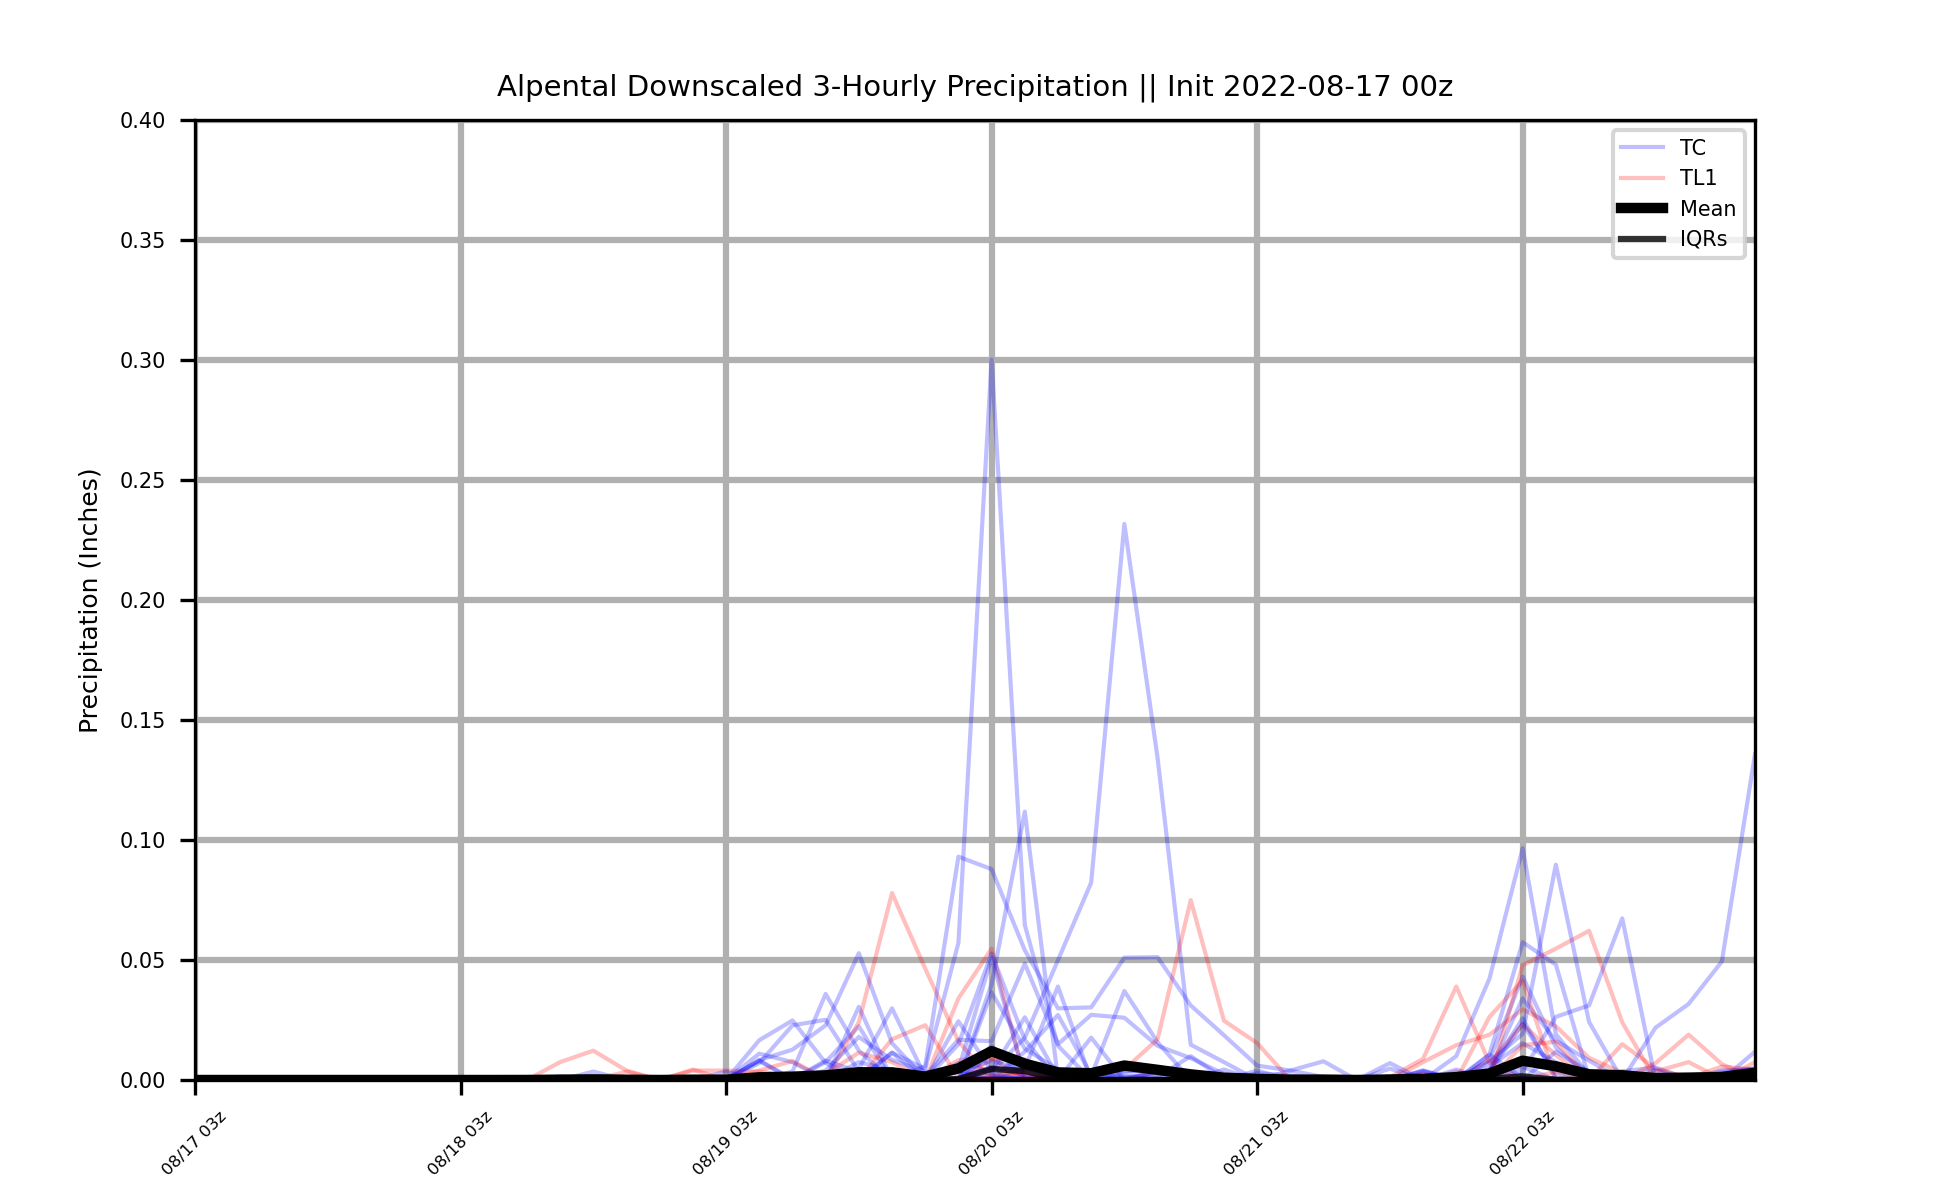 Alpental Downscaled 3-Hourly Precipitation || Init 2022-08-17 00z
TC
TL1
Mean
IQRs
Precipitation (Inches)
0.40
0.35
0.30
0.25
0.20
0.15
0.10
0.05
0.00
08/17 03z
08/18 03z
08/19 03z
08/20 03z
08/21 03z
08/22 03z